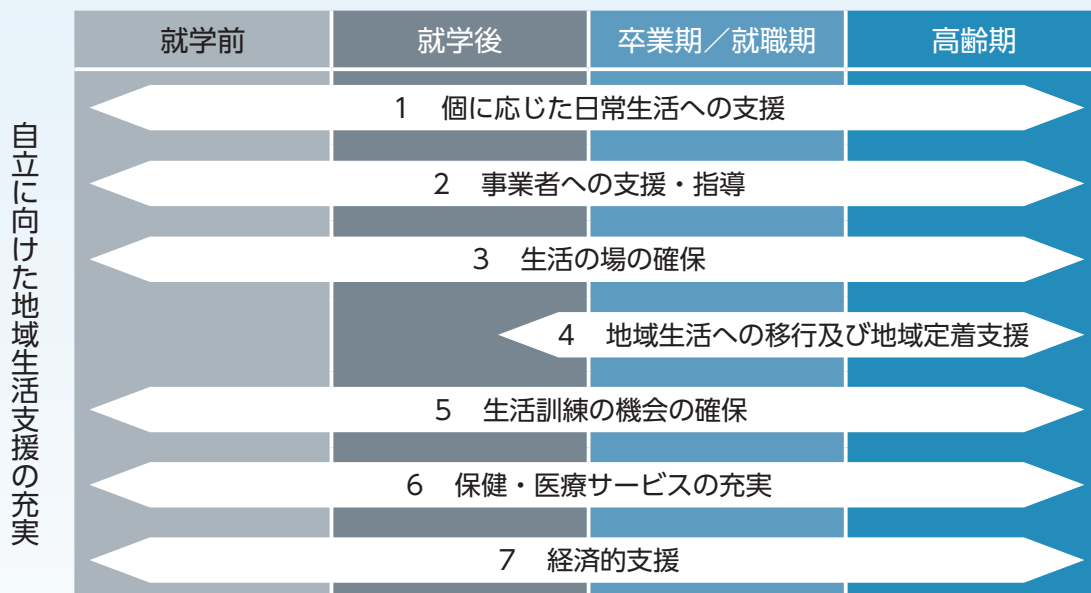 就学前
就学後
卒業期／就職期
高齢期
自立に向けた地域生活支援の充実
1　個に応じた日常生活への支援
2　事業者への支援・指導
3　生活の場の確保
4　地域生活への移行及び地域定着支援
5　生活訓練の機会の確保
6　保健・医療サービスの充実
7　経済的支援